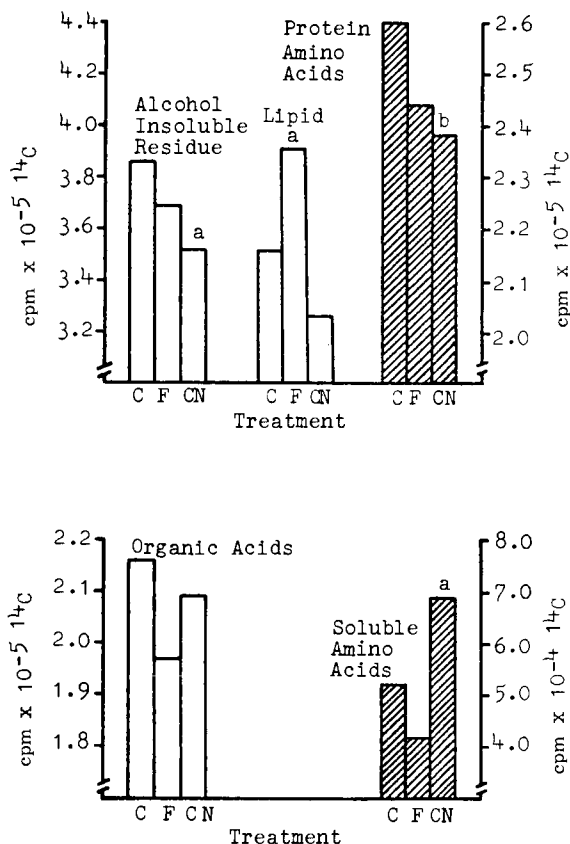 4.4
4.2
4.0
3.8
3.6
3.4
3.2
cpm x 10-5 14C
Alcohol
Insoluble
Residue
a
Lipid
a
Protein
Amino
Acids
b
2.6
2.5
2.4
2.3
2.2
2.1
2.0
cpm x 10-5 14C
C F CN
C F CN
C F CN
Treatment
2.2
2.1
2.0
1.9
1.8
cpm x 10-5 14C
Organic Acids
Soluble
Amino
Acids
a
8.0
7.0
6.0
5.0
4.0
cpm x 10-4 14C
C F CN
C F CN
Treatment